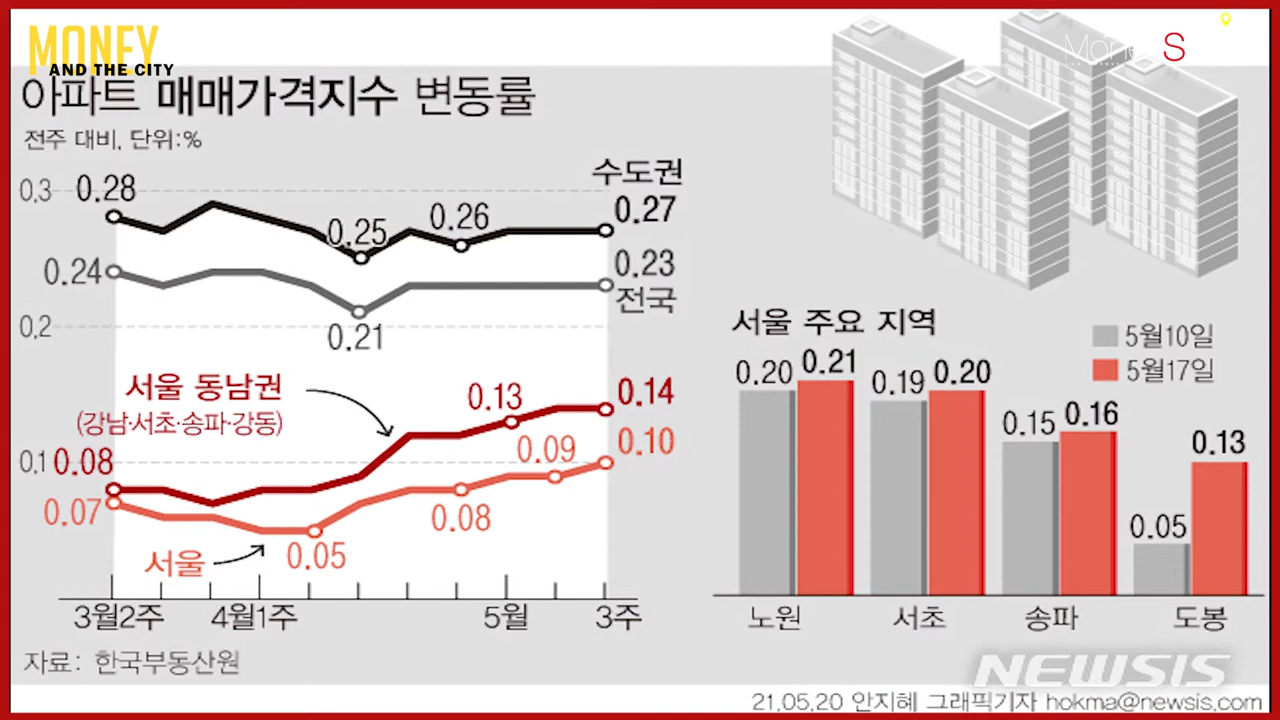 MONEY
AND THE CITY
Mone S
아파트 매매가격지수 변동률
전주 대비, 단위:%
수도권
0.3
0.28
0.25
0.26
0.27
0.24
0.21
0.23
전국
0.2
서울 동남권
(강남·서초·송파·강동)
0.13
0.14
0.1
0.08
0.09
0.10
0.07
0.05
0.08
서울
3월2주
4월1주
5월
3주
자료: 한국부동산원
서울 주요 지역
5월10일
5월17일
0.20
0.21
0.19
0.20
0.15
0.16
0.05
0.13
노원
서초
송파
도봉
NEWSIS
21.05.20 안지혜 그래픽기자 hokma@newsis.com